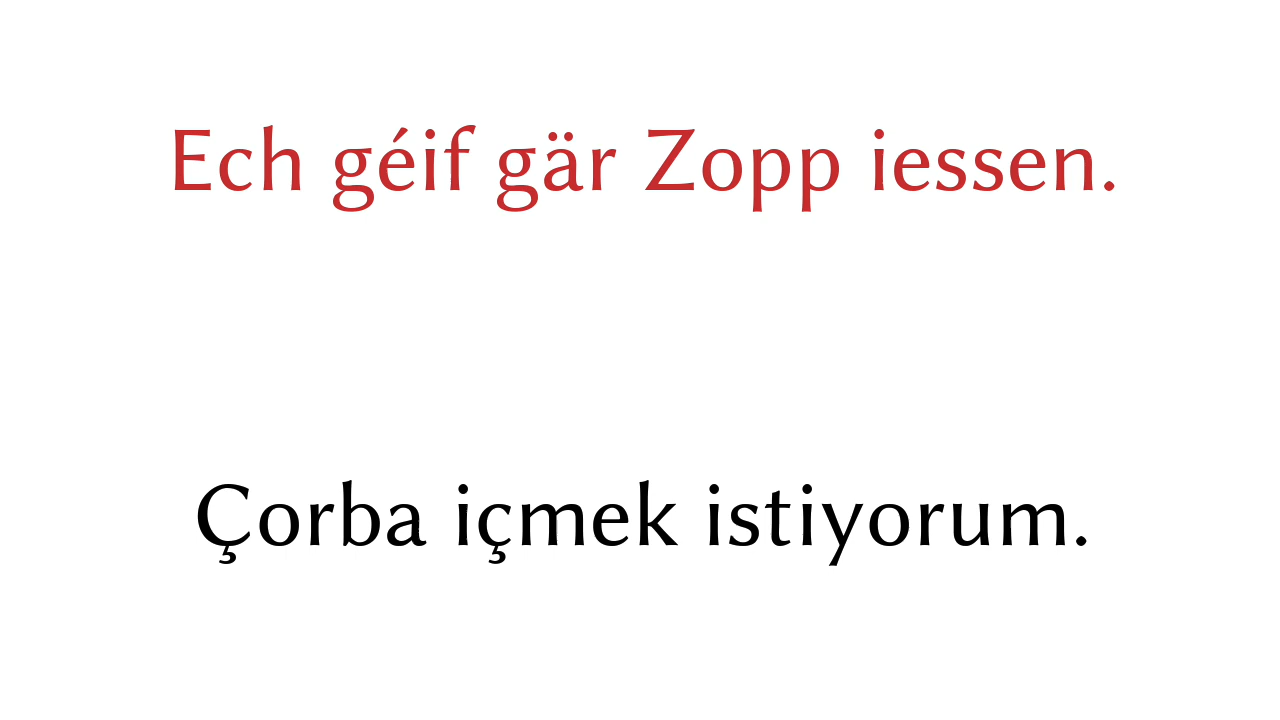 Ech géif gär Zopp iessen.
Çorba içmek istiyorum.